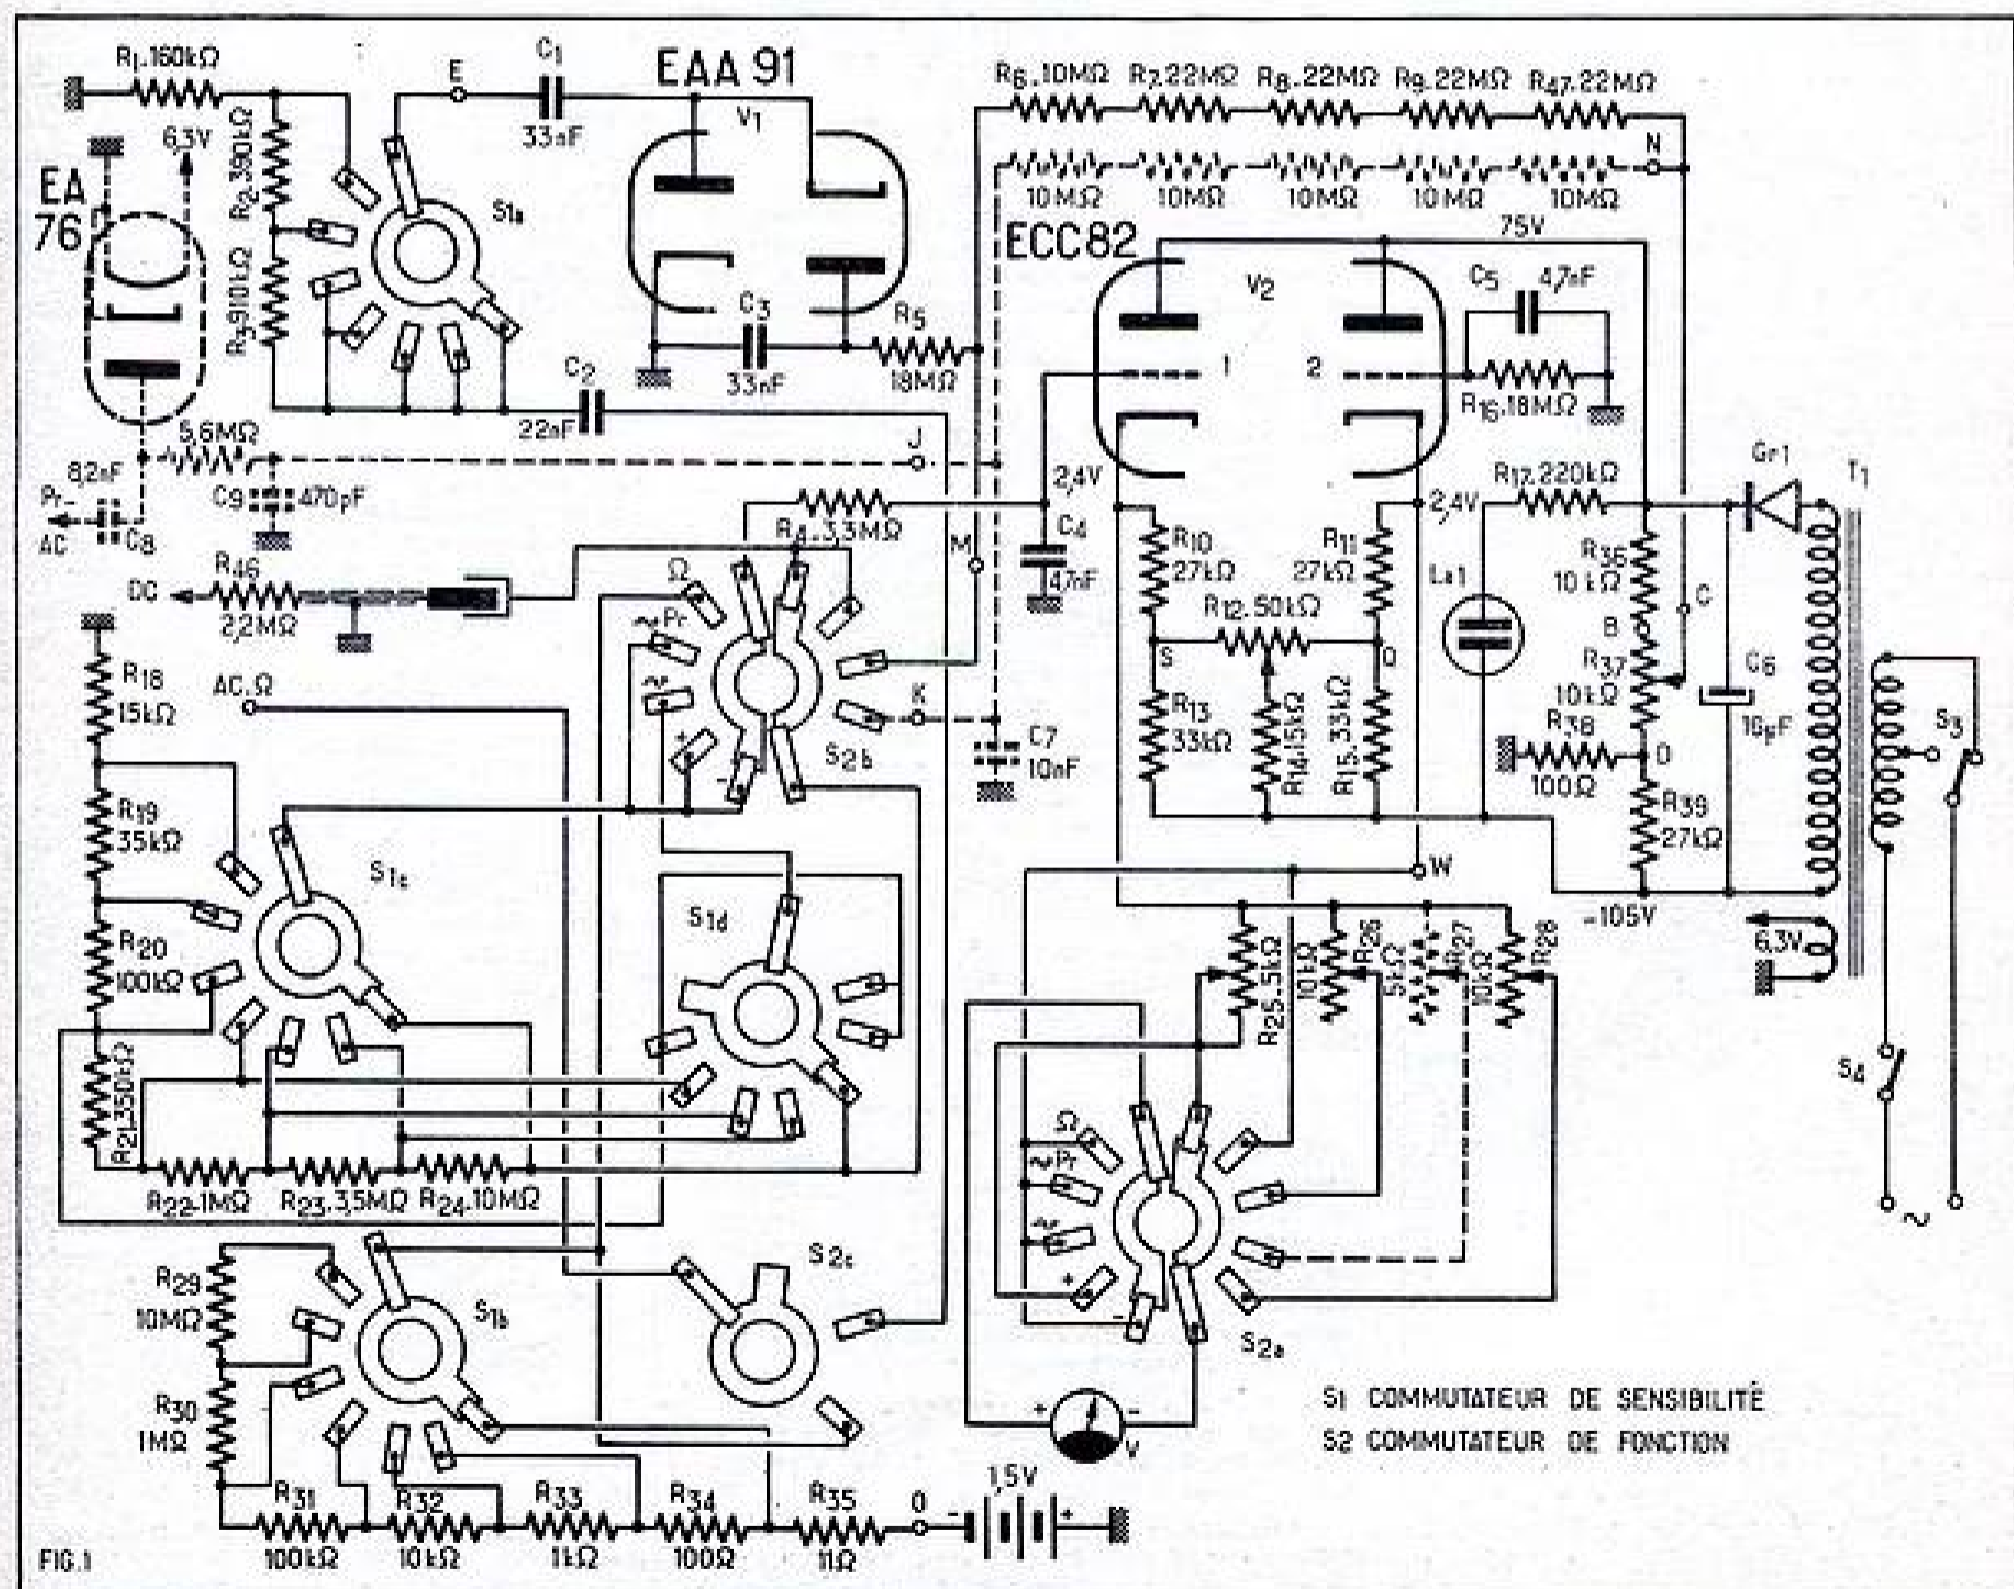 R1.160kΩ
E
C1
33nF
EAA 91
V1
R6.10MΩ R7.22MΩ R8.22MΩ R9.22MΩ R47.22MΩ
6,3V
EA
76
R2.390kΩ
R3.910kΩ
S1a
N
10MΩ 10MΩ 10MΩ 10MΩ 10MΩ
75V
ECC82
V2
C5
4,7nF
C3
33nF
R5
18MΩ
1
2
R16.18MΩ
C2
22nF
5,6MΩ
J
8,2nF
C9
470pF
Pr-
AC
C8
2,4V
2,4V
R17.220kΩ
Gr1
T1
R4.3,3MΩ
M
C4
47nF
R10
27kΩ
R11
27kΩ
La1
R36
10kΩ
C
B
R37
10kΩ
C6
16µF
R46
DC
2,2MΩ
Ω
~Pr
~
+
-
S2b
R12.50kΩ
S
Q
R18
15kΩ
AC.Ω
K
C7
10nF
R13
33kΩ
R14.15kΩ
R15.33kΩ
R38
100Ω
D
R39
27kΩ
S3
R19
35kΩ
S1c
S1d
W
-105V
6,3V
R20
100kΩ
R25.5kΩ
10kΩ
R26
5kΩ
R27
10kΩ
R28
R21.350kΩ
S4
R22.1MΩ R23.3,5MΩ R24.10MΩ
Ω
~Pr
~
+
-
~
R29
10MΩ
S1b
S2c
S2a
R30
1MΩ
+
-
V
S1 COMMUTATEUR DE SENSIBILITÉ
S2 COMMUTATEUR DE FONCTION
1,5V
R31 R32 R33 R34 R35 O
-
+
100kΩ 10kΩ 1kΩ 100Ω 11Ω
FIG.1